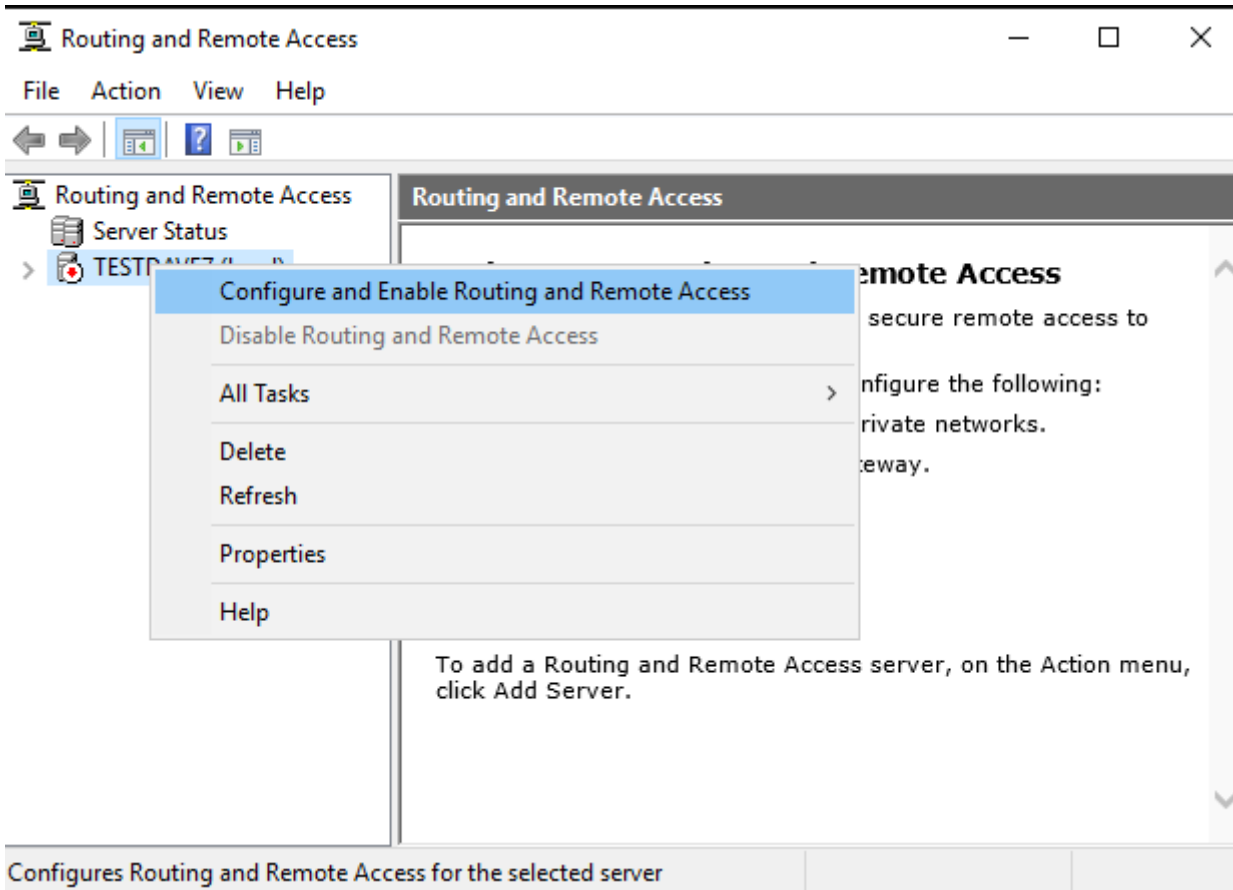 Routing and Remote Access
File Action View Help
Routing and Remote Access
Server Status
Routing and Remote Access
emote Access
secure remote access to
nfigure the following:
rivate networks.
eway.
Configure and Enable Routing and Remote Access
Disable Routing and Remote Access
All Tasks
Delete
Refresh
Properties
Help
To add a Routing and Remote Access server, on the Action menu,
click Add Server.
Configures Routing and Remote Access for the selected server